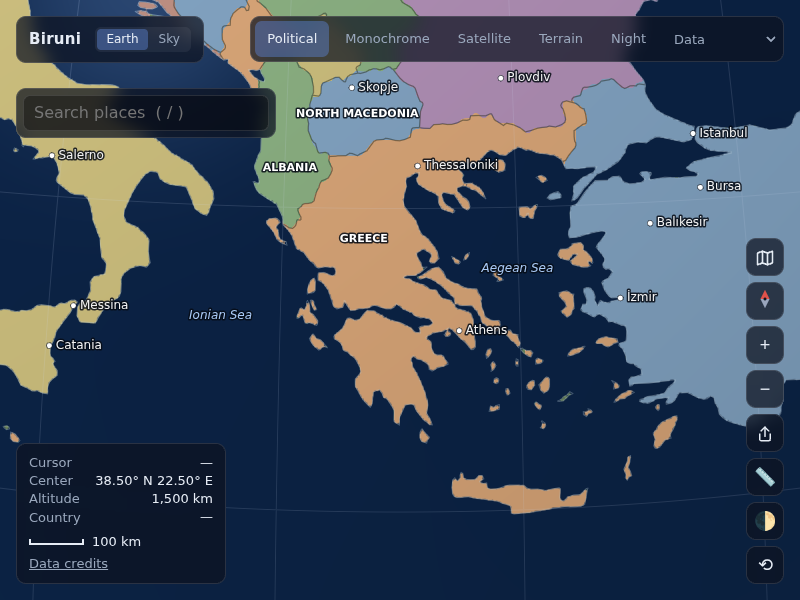 Biruni
Earth
Sky
Political
Monochrome
Satellite
Terrain
Night
Data
Search places ( / )
Skopje
Plovdiv
NORTH MACEDONIA
Istanbul
Salerno
ALBANIA
Thessaloniki
Bursa
Balıkesir
GREECE
Aegean Sea
Messina
Ionian Sea
İzmir
Athens
Catania
+
−
Cursor —
Center 38.50° N 22.50° E
Altitude 1,500 km
Country —
100 km
Data credits